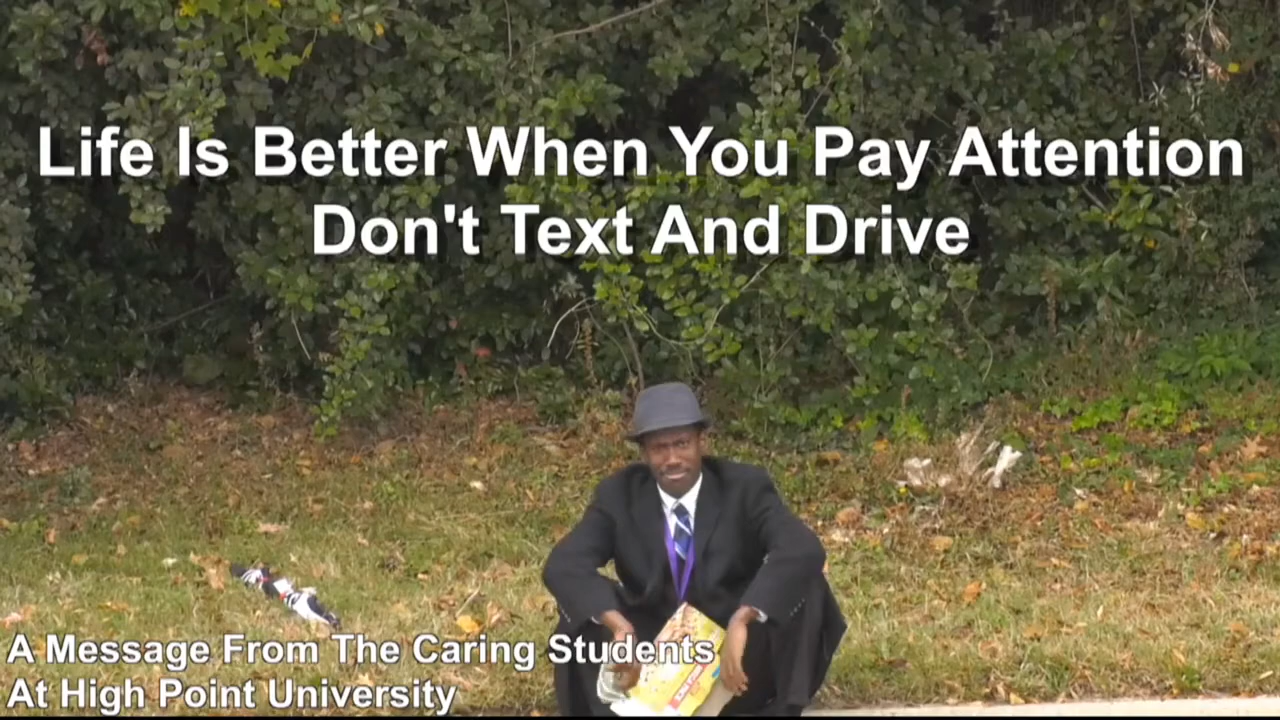 Life Is Better When You Pay Attention
Don't Text And Drive
A Message From The Caring Students
At High Point University